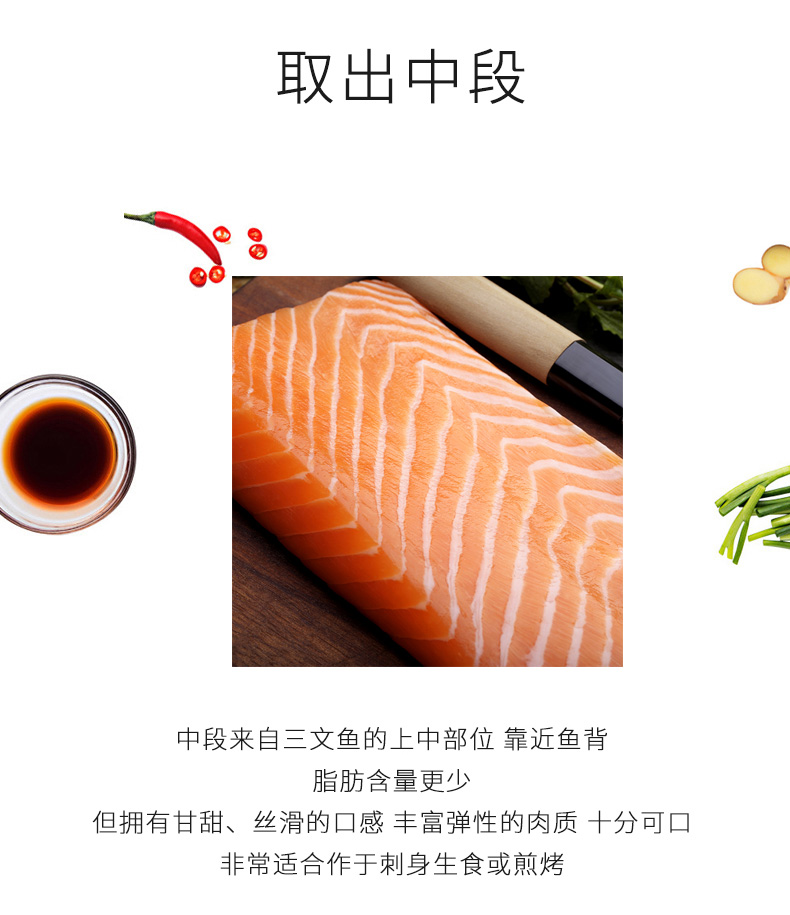 取出中段
中段来自三文鱼的上中部位 靠近鱼背
脂肪含量更少
但拥有甘甜、丝滑的口感 丰富弹性的肉质 十分可口
非常适合作于刺身生食或煎烤